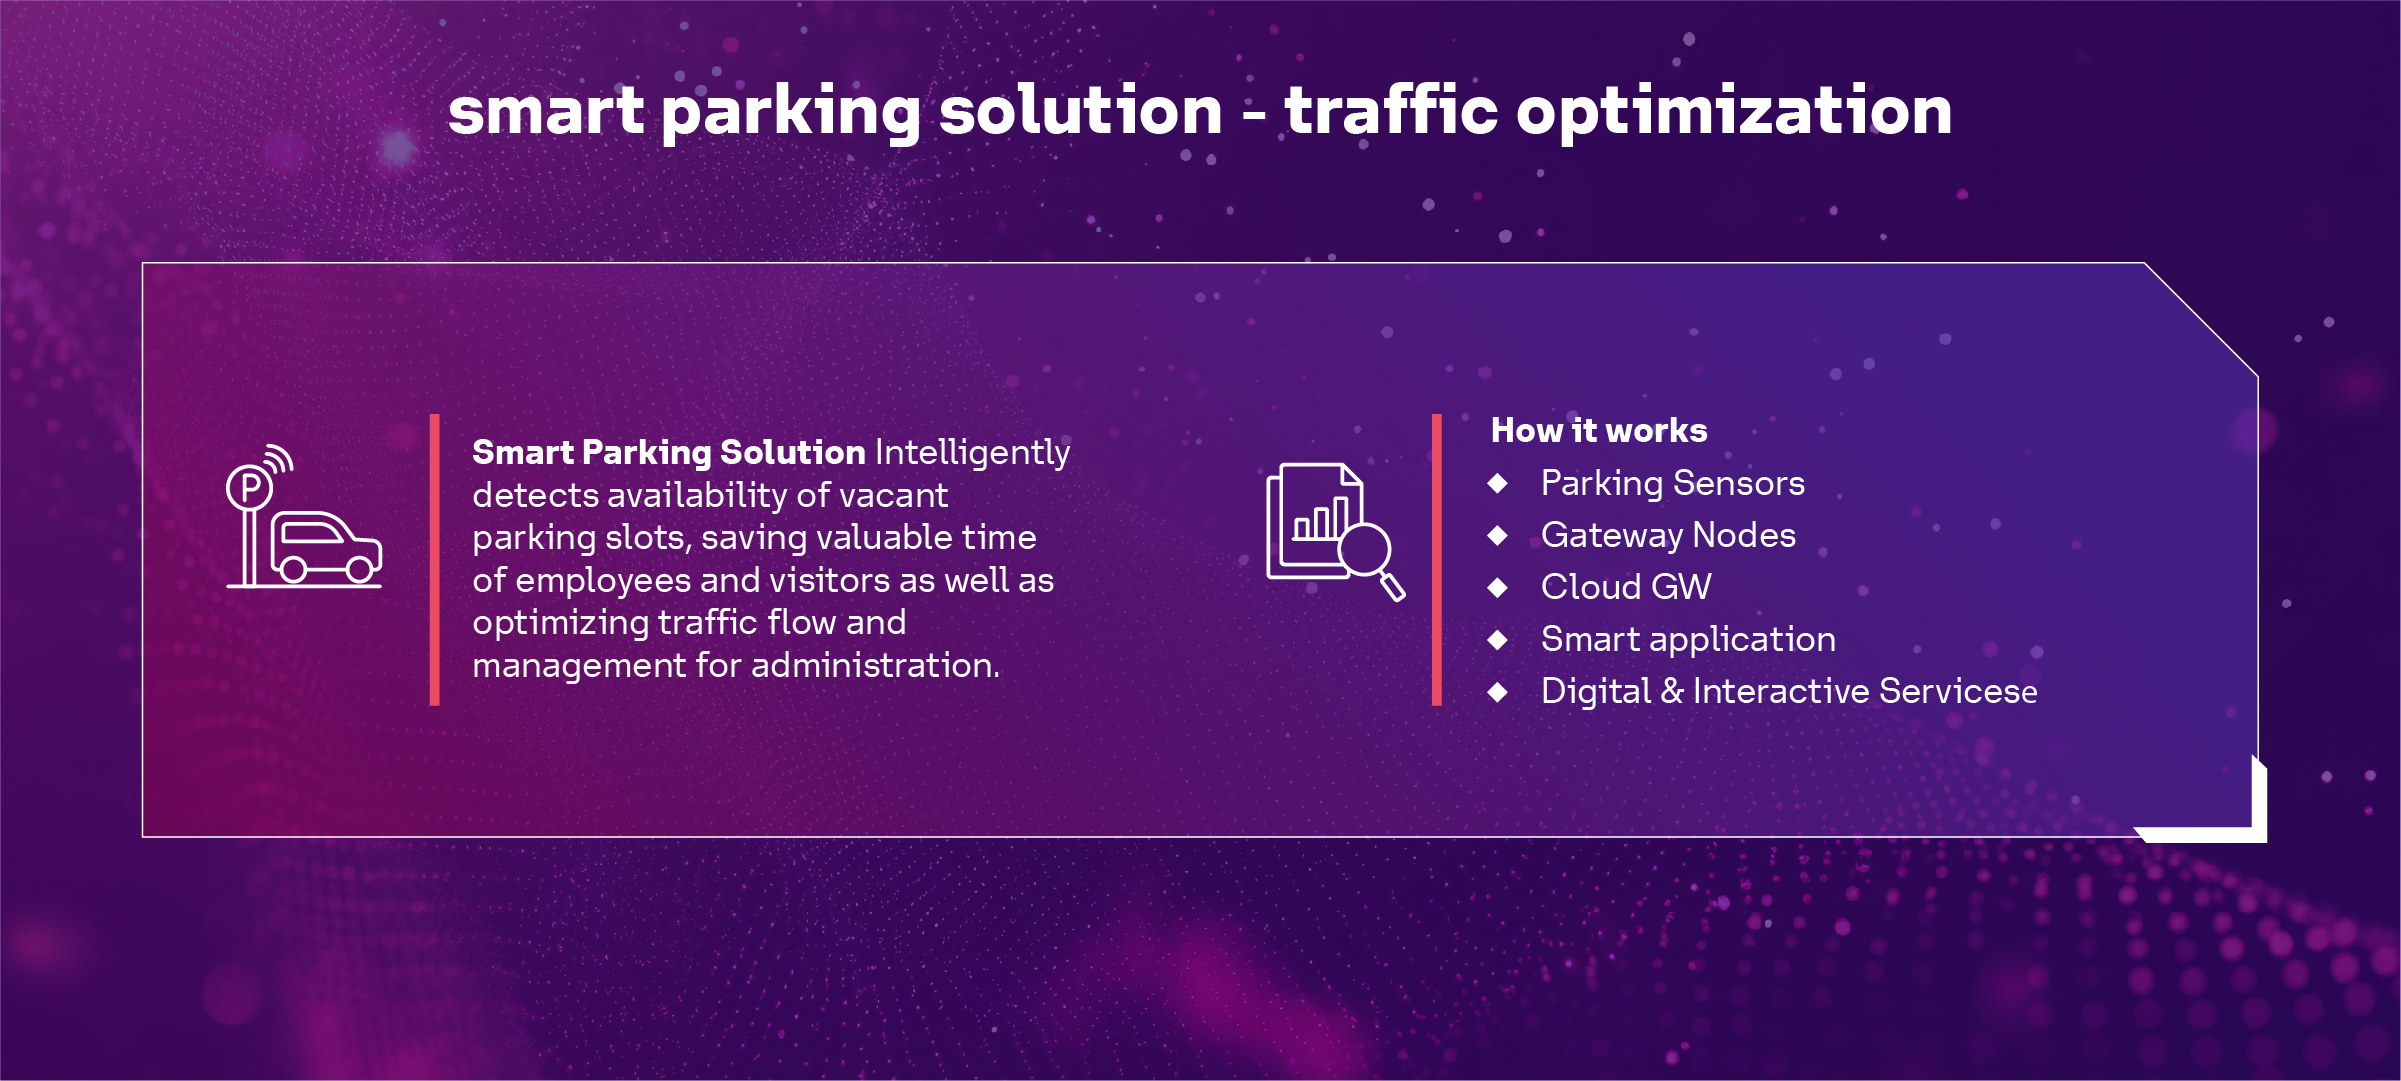 smart parking solution - traffic optimization
P
Smart Parking Solution Intelligently
detects availability of vacant
parking slots, saving valuable time
of employees and visitors as well as
optimizing traffic flow and
management for administration.
How it works
◆ Parking Sensors
◆ Gateway Nodes
◆ Cloud GW
◆ Smart application
◆ Digital & Interactive Servicese